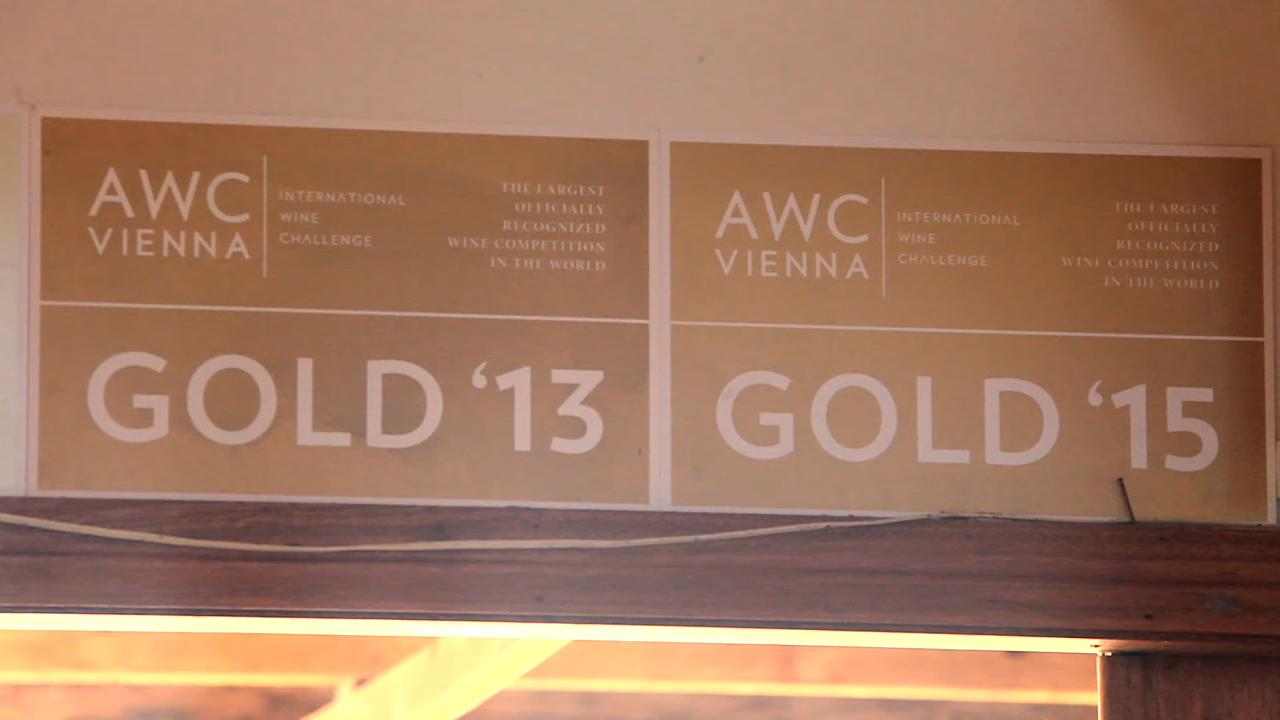 AWC
VIENNA
INTERNATIONAL
WINE
CHALLENGE
THE LARGEST
OFFICIALLY
RECOGNIZED
WINE COMPETITION
IN THE WORLD
GOLD ‘13
AWC
VIENNA
INTERNATIONAL
WINE
CHALLENGE
THE LARGEST
OFFICIALLY
RECOGNIZED
WINE COMPETITION
IN THE WORLD
GOLD ‘15